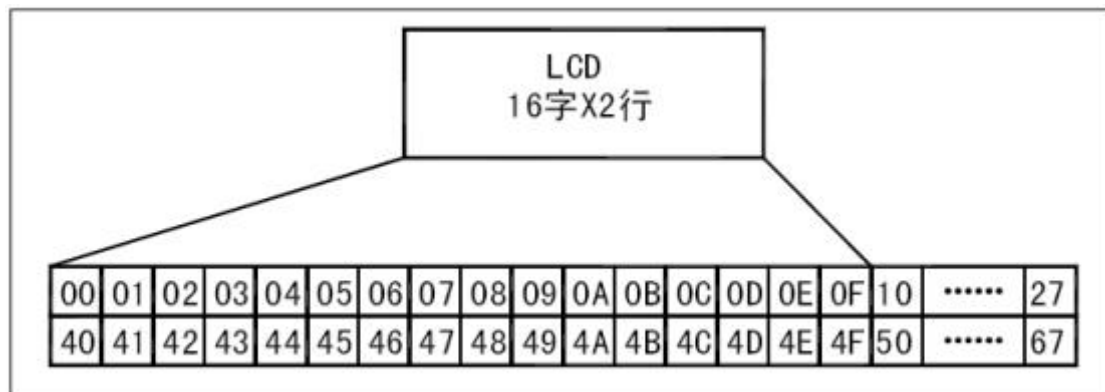 LCD
16字X2行
00 01 02 03 04 05 06 07 08 09 0A 0B 0C 0D 0E 0F 10 ······ 27
40 41 42 43 44 45 46 47 48 49 4A 4B 4C 4D 4E 4F 50 ······ 67